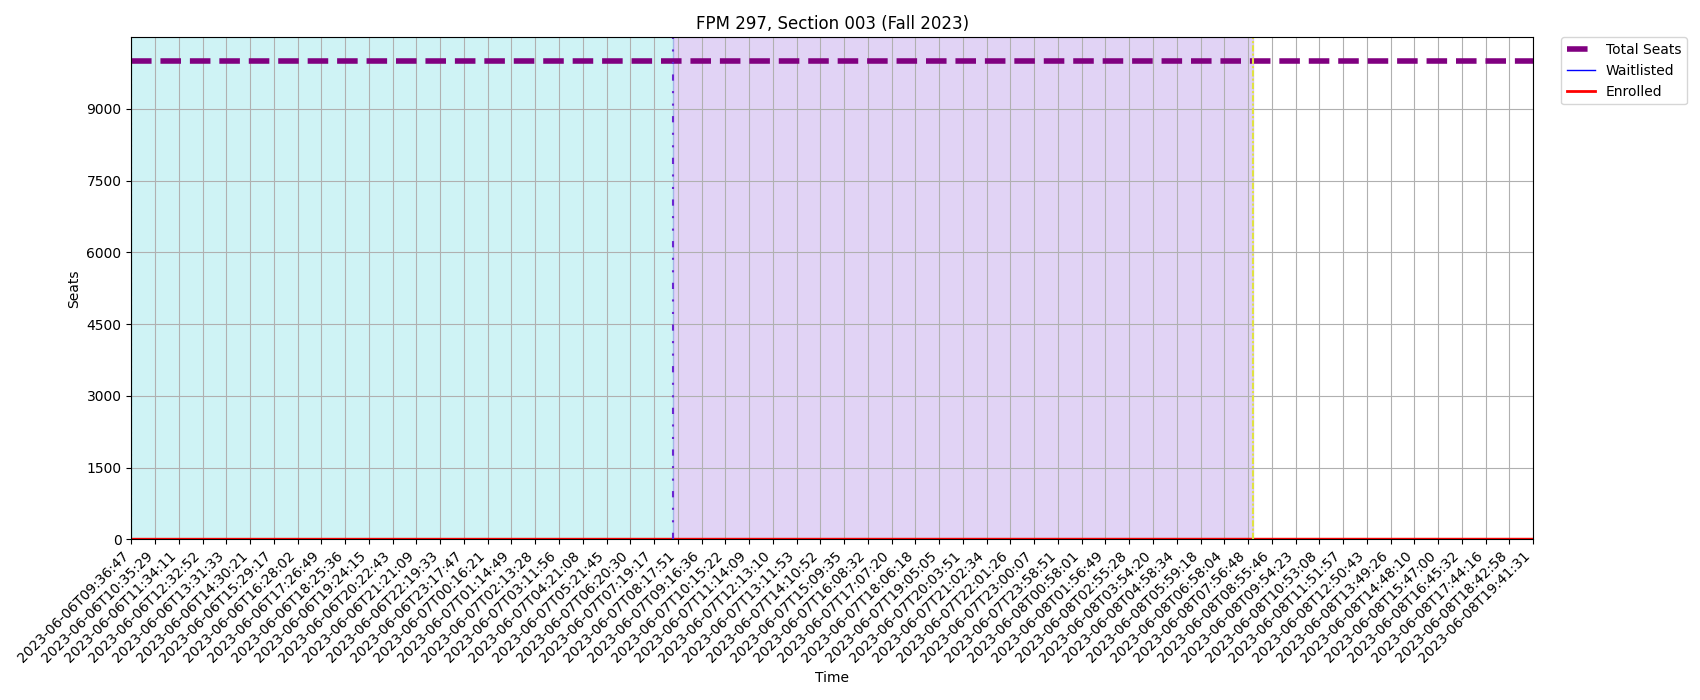 FPM 297, Section 003 (Fall 2023)
Total Seats
Waitlisted
Enrolled
Seats
9000
7500
6000
4500
3000
1500
0
2023-06-06T09:36:47
2023-06-06T10:35:29
2023-06-06T11:34:11
2023-06-06T12:32:52
2023-06-06T13:31:33
2023-06-06T14:30:21
2023-06-06T15:29:17
2023-06-06T16:28:02
2023-06-06T17:26:49
2023-06-06T18:25:36
2023-06-06T19:24:15
2023-06-06T20:22:43
2023-06-06T21:21:09
2023-06-06T22:19:33
2023-06-06T23:17:47
2023-06-07T00:16:21
2023-06-07T01:14:49
2023-06-07T02:13:28
2023-06-07T03:11:56
2023-06-07T04:21:08
2023-06-07T05:21:45
2023-06-07T06:20:30
2023-06-07T07:19:17
2023-06-07T08:17:51
2023-06-07T09:16:36
2023-06-07T10:15:22
2023-06-07T11:14:09
2023-06-07T12:13:10
2023-06-07T13:11:53
2023-06-07T14:10:52
2023-06-07T15:09:35
2023-06-07T16:08:32
2023-06-07T17:07:20
2023-06-07T18:06:18
2023-06-07T19:05:05
2023-06-07T20:03:51
2023-06-07T21:02:34
2023-06-07T22:01:26
2023-06-07T23:00:07
2023-06-07T23:58:51
2023-06-08T00:58:01
2023-06-08T01:56:49
2023-06-08T02:55:28
2023-06-08T03:54:20
2023-06-08T04:58:34
2023-06-08T05:59:18
2023-06-08T06:58:04
2023-06-08T07:56:48
2023-06-08T08:55:46
2023-06-08T09:54:23
2023-06-08T10:53:08
2023-06-08T11:51:57
2023-06-08T12:50:43
2023-06-08T13:49:26
2023-06-08T14:48:10
2023-06-08T15:47:00
2023-06-08T16:45:32
2023-06-08T17:44:16
2023-06-08T18:42:58
2023-06-08T19:41:31
Time